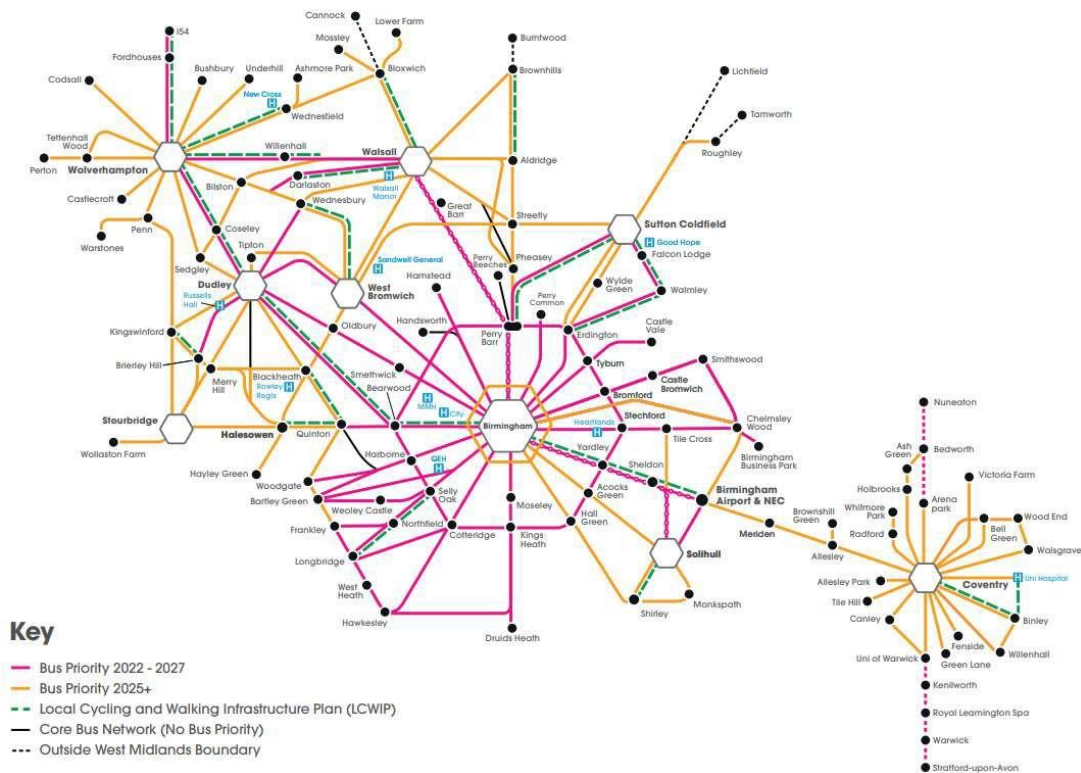 Cannock
Lower Farm
Mossley
Burntwood
I54
Fordhouses
Bushbury
Underhill
Ashmore Park
Bloxwich
Brownhills
Codsall
New Cross
H
Wednesfield
Lichfield
Tamworth
Tettenhall
Wood
Perton
Wolverhampton
Willenhall
Walsall
Aldridge
Roughley
Castlecroft
Bilston
Darlaston
H
Walsall
Manor
Penn
Wednesbury
Great
Barr
Streetly
Sutton Coldfield
Warstones
Coseley
Tipton
Sedgley
H Sandwell General
Perry
Beeches
Pheasey
H Good Hope
Falcon Lodge
Dudley
Russells
Hall H
West
Bromwich
Hamstead
Perry
Common
Wylde
Green
Walmley
Kingswinford
Oldbury
Handsworth
Perry
Barr
Erdington
Castle
Vale
Brierley Hill
Merry
Hill
Blackheath
Rowley
Regis H
Smethwick
Bearwood
Tyburn
Smithswood
Castle
Bromwich
Bromford
H
MMH
H City
Stourbridge
Halesowen
Quinton
Birmingham
Stechford
Heartlands
H
Tile Cross
Chelmsley
Wood
Nuneaton
Wollaston Farm
Harborne
Yardley
Birmingham
Business Park
Ash
Green
Bedworth
Hayley Green
Woodgate
QEH
H
Sheldon
Victoria Farm
Bartley Green
Selly
Oak
Acocks
Green
Birmingham
Airport & NEC
Holbrooks
Weoley Castle
Moseley
Hall
Green
Brownshill
Green
Whitmore
Park
Arena
park
Wood End
Frankley
Northfield
Cotteridge
Kings
Heath
Meriden
Radford
Bell
Green
Allesley
Walsgrave
Longbridge
Solihull
Coventry
H Uni Hospital
West
Heath
Allesley Park
Tile Hill
Monkspath
Shirley
Canley
Binley
Hawkesley
Druids Heath
Fenside
Uni of Warwick
Green Lane
Willenhall
Kenilworth
Royal Leamington Spa
Warwick
Stratford-upon-Avon
Key
Bus Priority 2022 - 2027
Bus Priority 2025+
Local Cycling and Walking Infrastructure Plan (LCWIP)
Core Bus Network (No Bus Priority)
Outside West Midlands Boundary